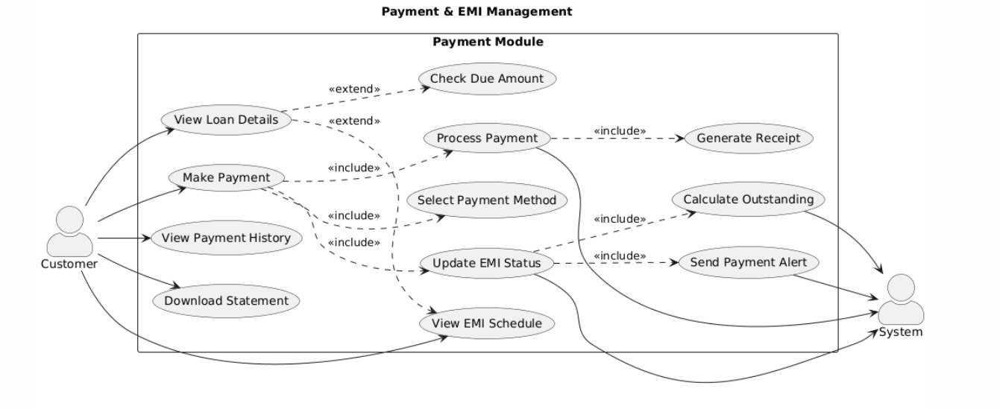 Payment & EMI Management
Payment Module
Check Due Amount
«extend»
View Loan Details
«extend»
Process Payment
«include»
Generate Receipt
«include»
Make Payment
Select Payment Method
Calculate Outstanding
«include»
«include»
View Payment History
«include»
Update EMI Status
«include»
Send Payment Alert
Customer
Download Statement
View EMI Schedule
System